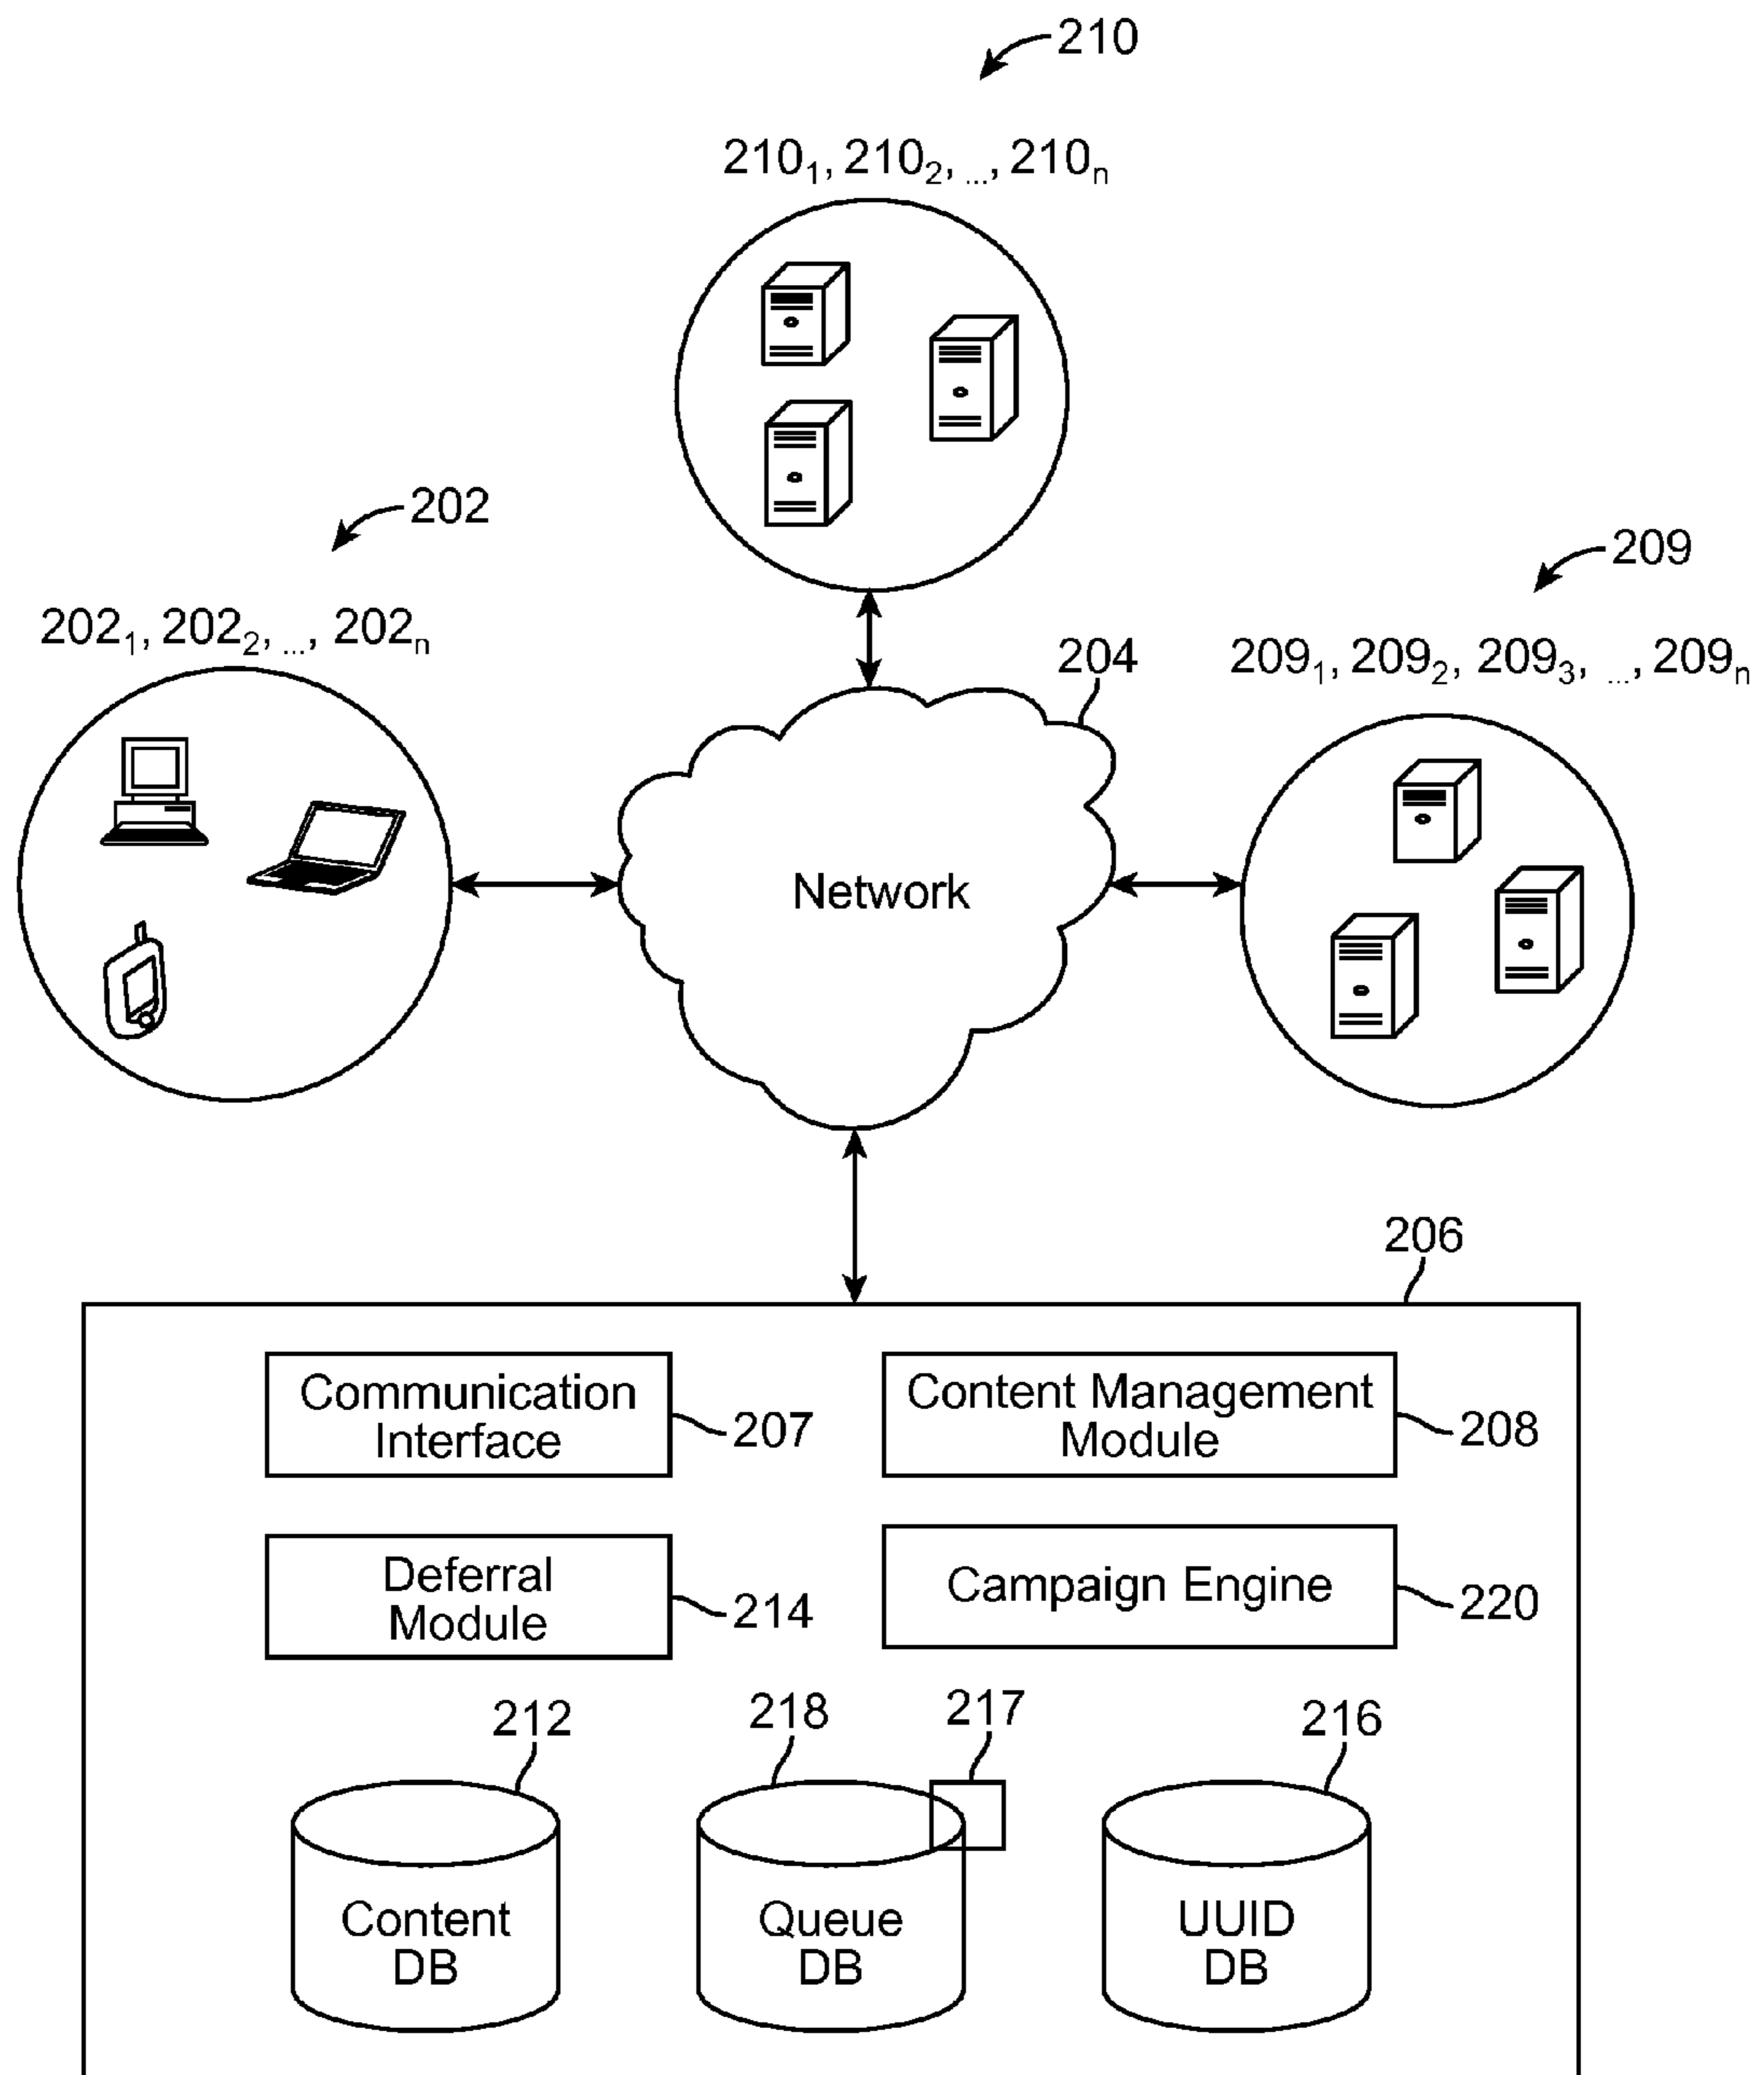 210
210₁, 210₂, ..., 210ₙ
202
209
202₁, 202₂, ..., 202ₙ
204
209₁, 209₂, 209₃, ..., 209ₙ
Network
206
Communication
Interface
207
Content Management
Module
208
Deferral
Module
214
Campaign Engine
220
212
218
217
216
Content
DB
Queue
DB
UUID
DB